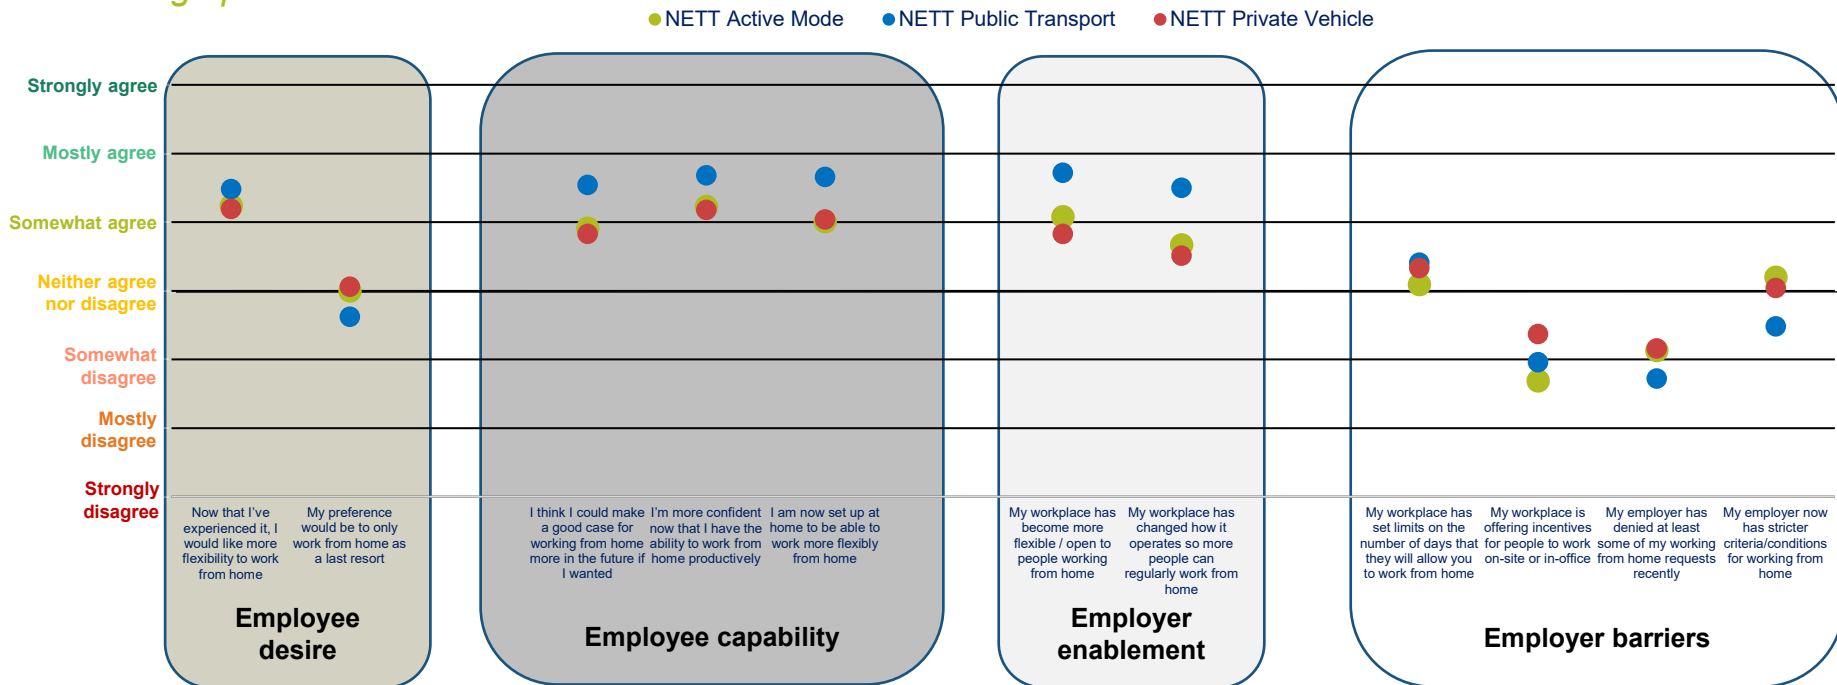 NETT Active Mode
NETT Public Transport
NETT Private Vehicle
Strongly agree
Mostly agree
Somewhat agree
Neither agree
nor disagree
Somewhat
disagree
Mostly
disagree
Strongly
disagree
Now that I've
experienced it, I
would like more
flexibility to work
from home
My preference
would be to only
work from home as
a last resort
I think I could make
a good case for
working from home
more in the future if
I wanted
I'm more confident
now that I have the
ability to work from
home productively
I am now set up at
home to be able to
work more flexibly
from home
My workplace has
become more
flexible / open to
people working
from home
My workplace has
changed how it
operates so more
people can
regularly work from
home
My workplace has
set limits on the
number of days that
they will allow you
to work from home
My workplace is
offering incentives
for people to work
on-site or in-office
My employer has
denied at least
some of my working
from home requests
recently
My employer now
has stricter
criteria/conditions
for working from
home
Employee
desire
Employee capability
Employer
enablement
Employer barriers